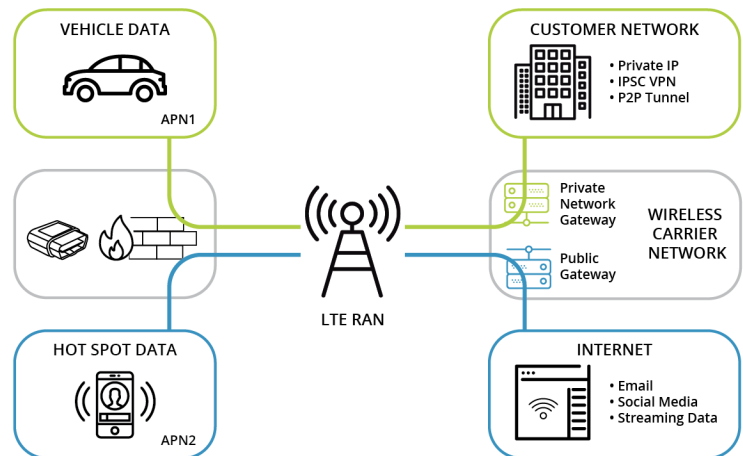 VEHICLE DATA
APN1
CUSTOMER NETWORK
• Private IP
• IPSC VPN
• P2P Tunnel
LTE RAN
Private
Network
Gateway
Public
Gateway
WIRELESS
CARRIER
NETWORK
HOT SPOT DATA
APN2
INTERNET
• Email
• Social Media
• Streaming Data